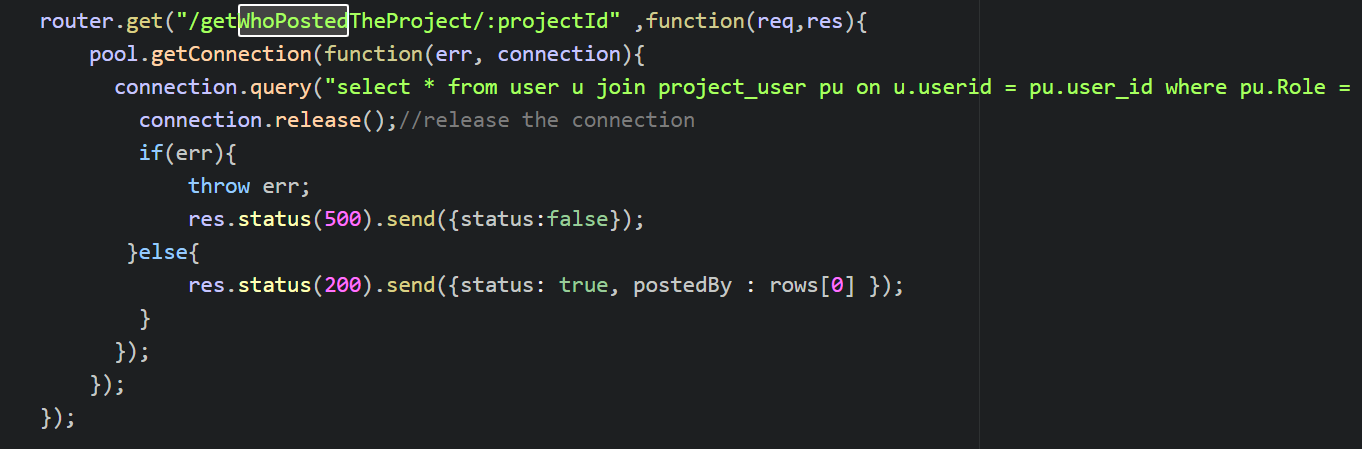 router.get("/getWhoPostedTheProject/:projectId" ,function(req,res){
    pool.getConnection(function(err, connection){
      connection.query("select * from user u join project_user pu on u.userid = pu.user_id where pu.Role =
        connection.release();//release the connection
        if(err){
            throw err;
            res.status(500).send({status:false});
       }else{
            res.status(200).send({status: true, postedBy : rows[0] });
        }
      });
    });
});